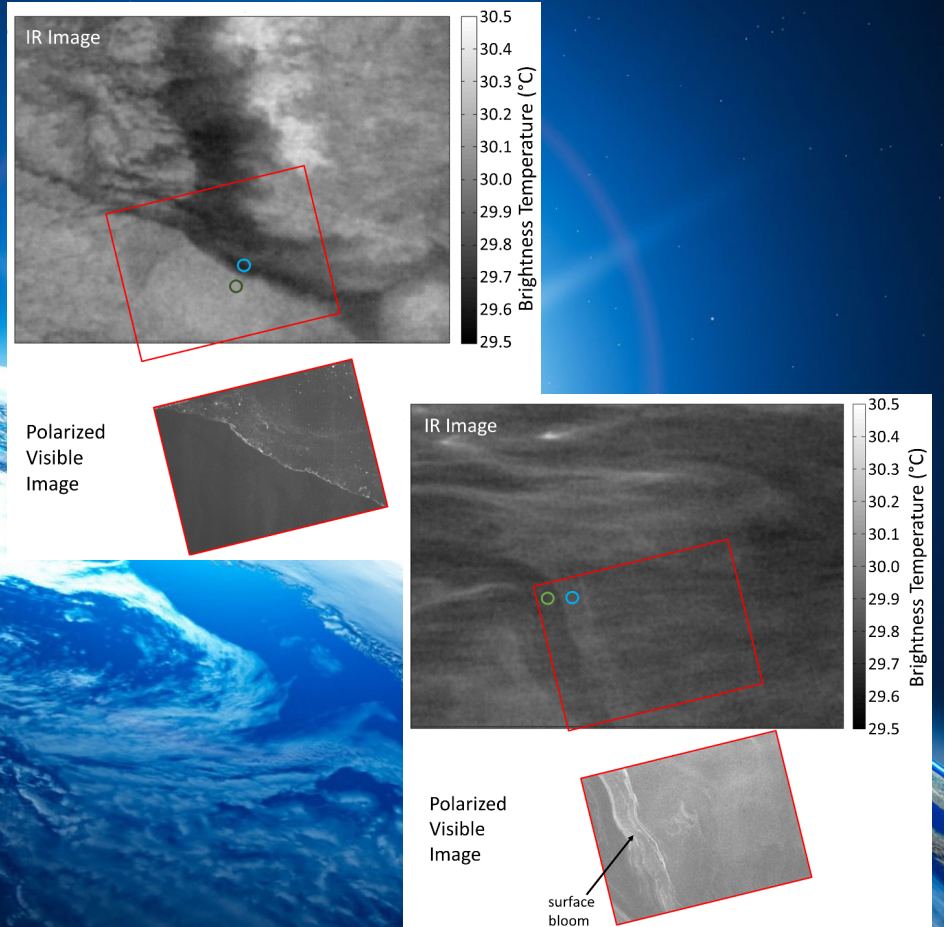 IR Image
30.5
30.4
30.3
30.2
30.1
30.0
29.9
29.8
29.7
29.6
29.5
Brightness Temperature (°C)
Polarized
Visible
Image
IR Image
30.5
30.4
30.3
30.2
30.1
30.0
29.9
29.8
29.7
29.6
29.5
Brightness Temperature (°C)
Polarized
Visible
Image
surface
bloom